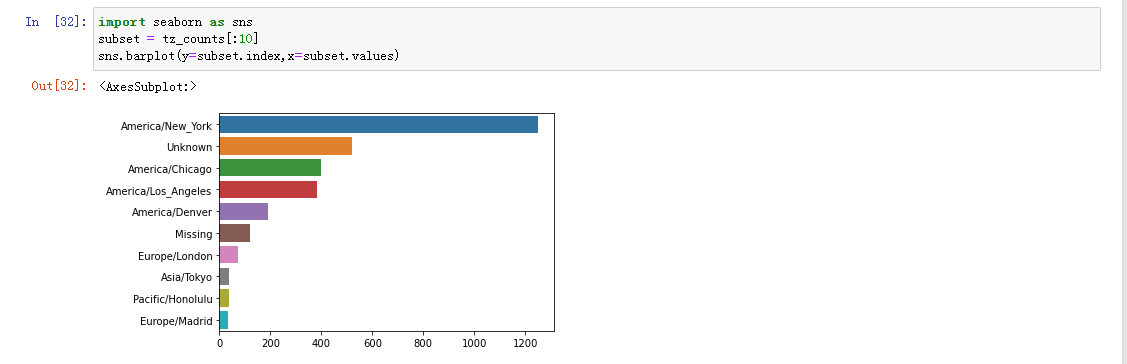 In [32]: import seaborn as sns
subset = tz_counts[:10]
sns.barplot(y=subset.index,x=subset.values)
Out[32]: <AxesSubplot:>
America/New_York
Unknown
America/Chicago
America/Los_Angeles
America/Denver
Missing
Europe/London
Asia/Tokyo
Pacific/Honolulu
Europe/Madrid
0 200 400 600 800 1000 1200